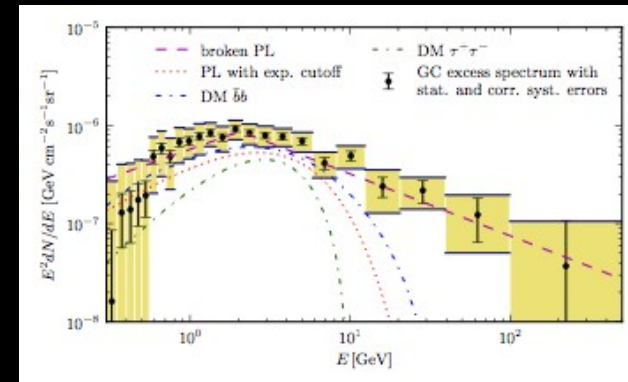 10⁻⁵
broken PL
PL with exp. cutoff
DM b̄b
DM τ⁺τ⁻
GC excess spectrum with
stat. and corr. syst. errors
E²dN/dE [GeV cm⁻²s⁻¹sr⁻¹]
10⁻⁶
10⁻⁷
10⁻⁸
10⁰
10¹
10²
E [GeV]